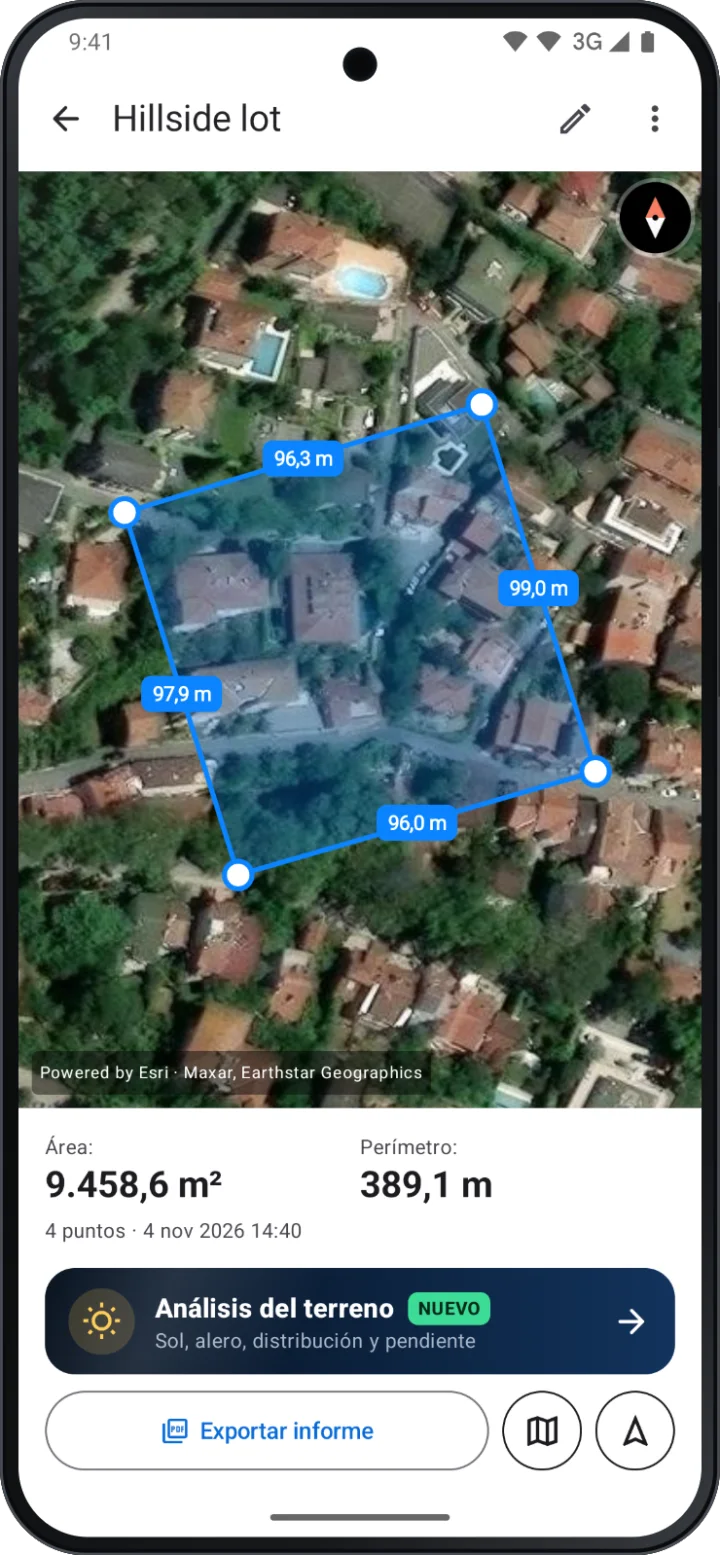 9:41
3G
Hillside lot
96,3 m
99,0 m
97,9 m
96,0 m
Powered by Esri · Maxar, Earthstar Geographics
Área:
9.458,6 m²
Perímetro:
389,1 m
4 puntos · 4 nov 2026 14:40
Análisis del terreno NUEVO
Sol, alero, distribución y pendiente
PDF Exportar informe